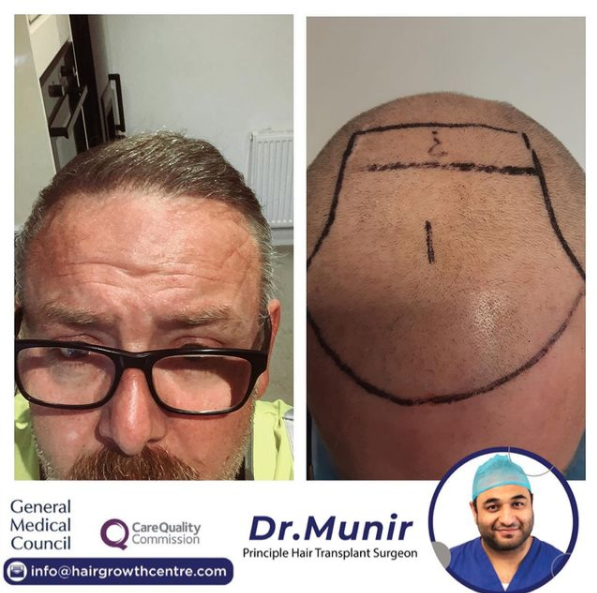 General
Medical
Council
CareQuality
Commission
info@hairgrowthcentre.com
Dr.Munir
Principle Hair Transplant Surgeon